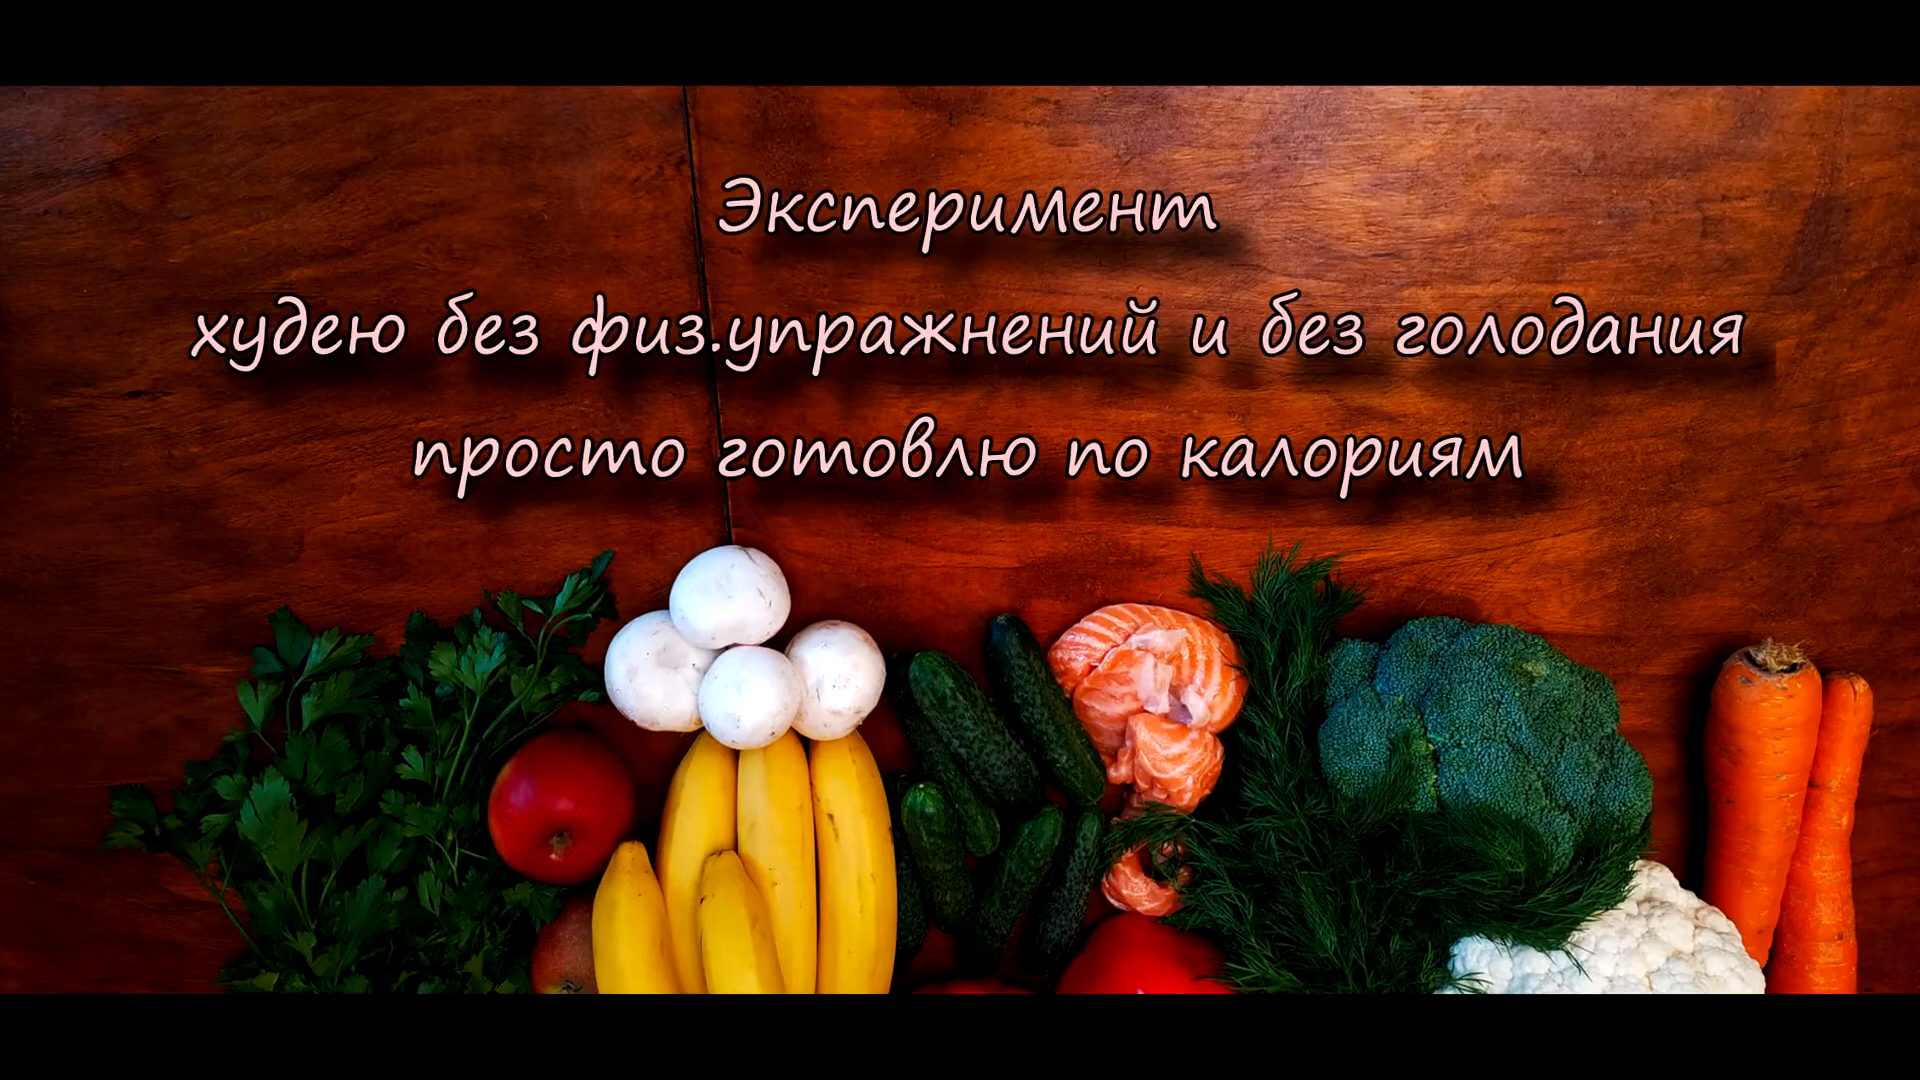 Эксперимент
худею без физ.упражнений и без голодания
просто готовлю по калориям